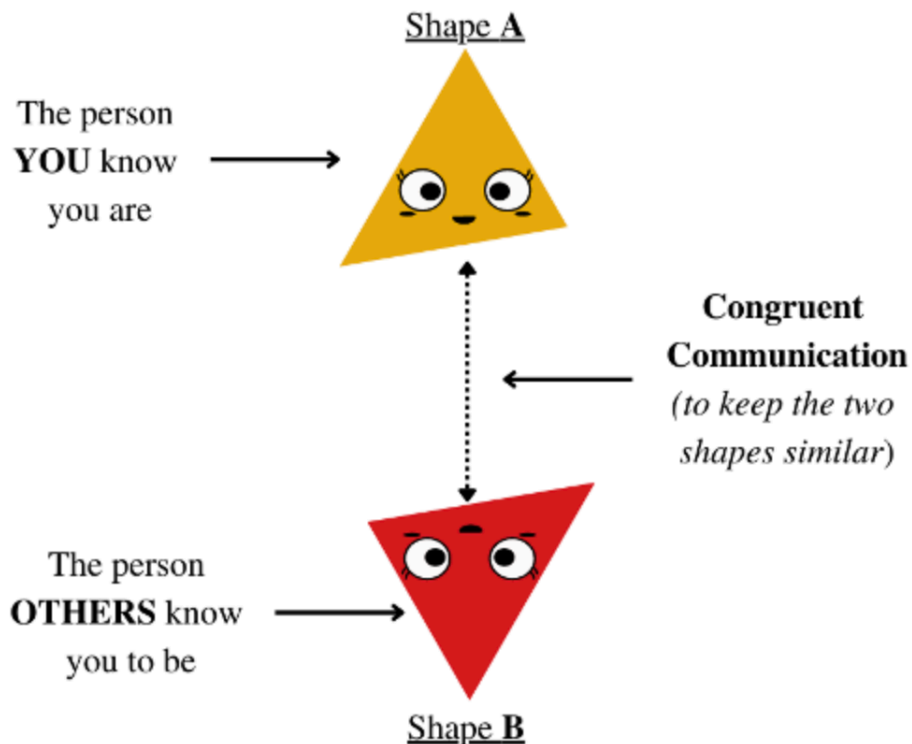 Shape A
The person
YOU know
you are
Congruent
Communication
(to keep the two
shapes similar)
The person
OTHERS know
you to be
Shape B